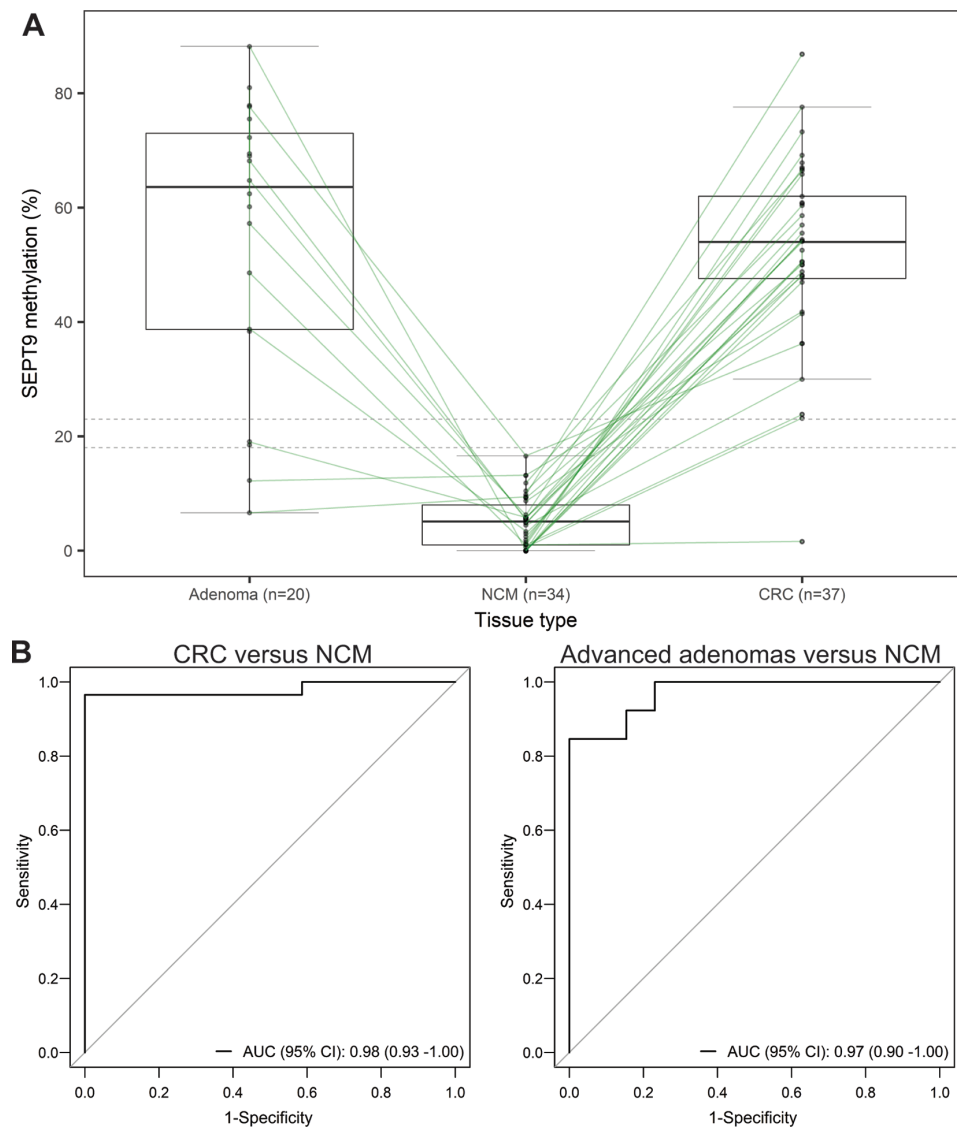 A
SEPT9 methylation (%)
80
60
40
20
0
Adenoma (n=20) NCM (n=34) CRC (n=37)
Tissue type
B
CRC versus NCM
Sensitivity
1.0
0.8
0.6
0.4
0.2
0.0
AUC (95% CI): 0.98 (0.93 -1.00)
0.0 0.2 0.4 0.6 0.8 1.0
1-Specificity
Advanced adenomas versus NCM
Sensitivity
1.0
0.8
0.6
0.4
0.2
0.0
AUC (95% CI): 0.97 (0.90 -1.00)
0.0 0.2 0.4 0.6 0.8 1.0
1-Specificity